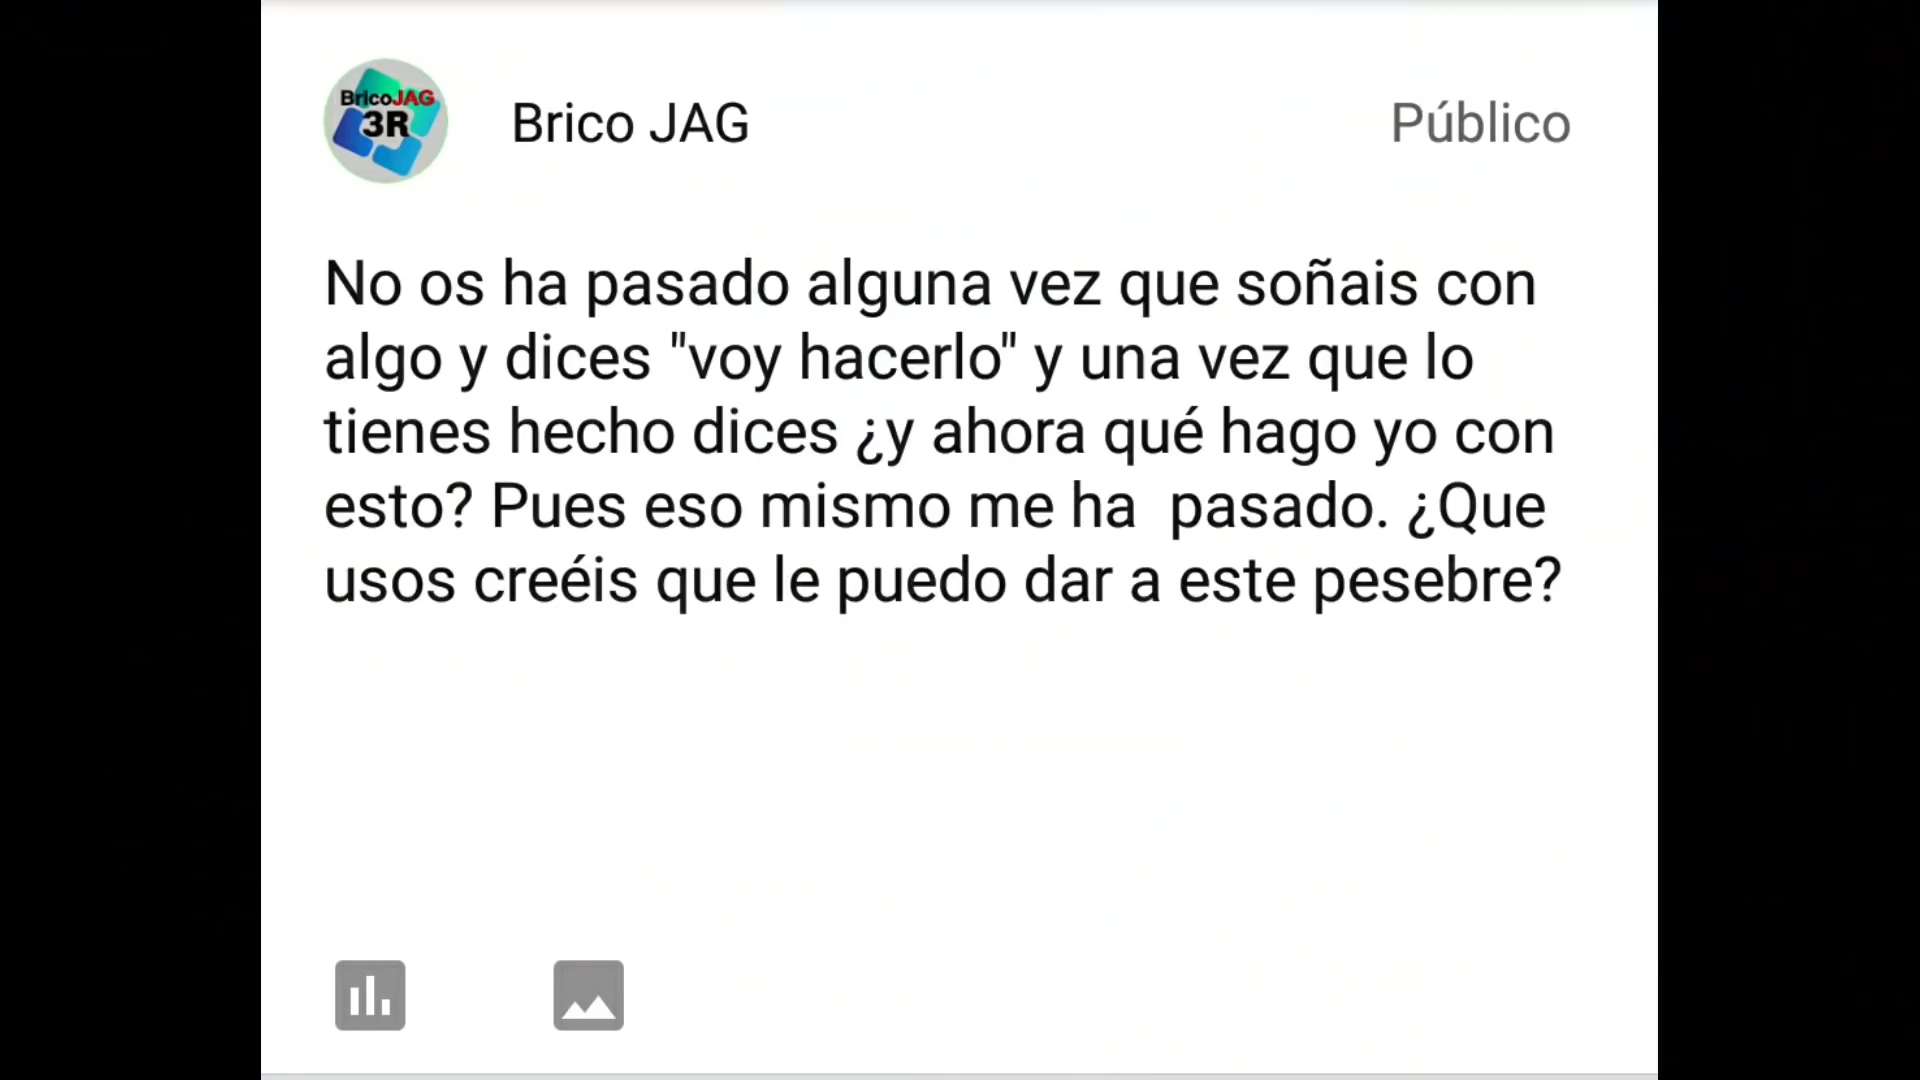 BricoJAG
3R
Brico JAG
Público
No os ha pasado alguna vez que soñais con
algo y dices "voy hacerlo" y una vez que lo
tienes hecho dices ¿y ahora qué hago yo con
esto? Pues eso mismo me ha  pasado. ¿Que
usos creéis que le puedo dar a este pesebre?